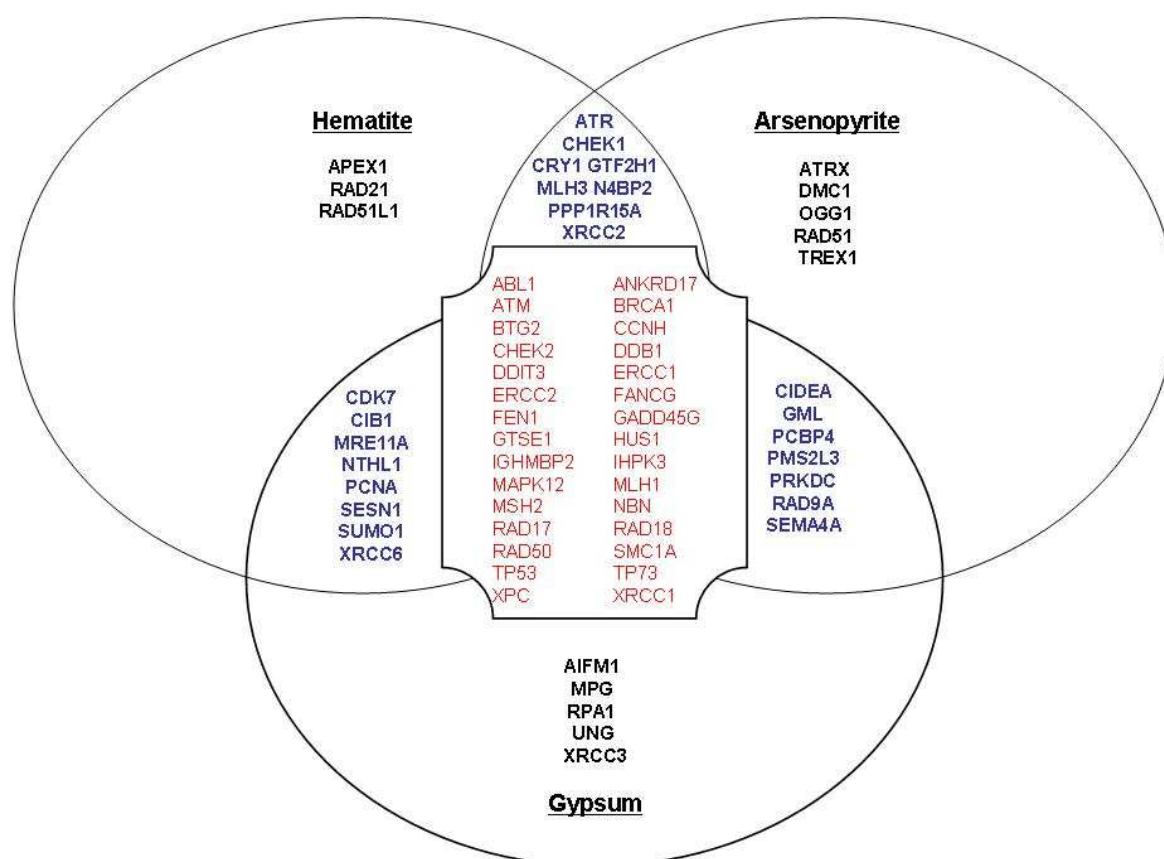 Hematite
APEX1
RAD21
RAD51L1
ATR
CHEK1
CRY1 GTF2H1
MLH3 N4BP2
PPP1R15A
XRCC2
Arsenopyrite
ATRX
DMC1
OGG1
RAD51
TREX1
CDK7
CIB1
MRE11A
NTHL1
PCNA
SESN1
SUMO1
XRCC6
ABL1 ANKRD17
ATM BRCA1
BTG2 CCNH
CHEK2 DDB1
DDIT3 ERCC1
ERCC2 FANCG
FEN1 GADD45G
GTSE1 HUS1
IGHMBP2 IHPK3
MAPK12 MLH1
MSH2 NBN
RAD17 RAD18
RAD50 SMC1A
TP53 TP73
XPC XRCC1
CIDEA
GML
PCBP4
PMS2L3
PRKDC
RAD9A
SEMA4A
AIFM1
MPG
RPA1
UNG
XRCC3
Gypsum